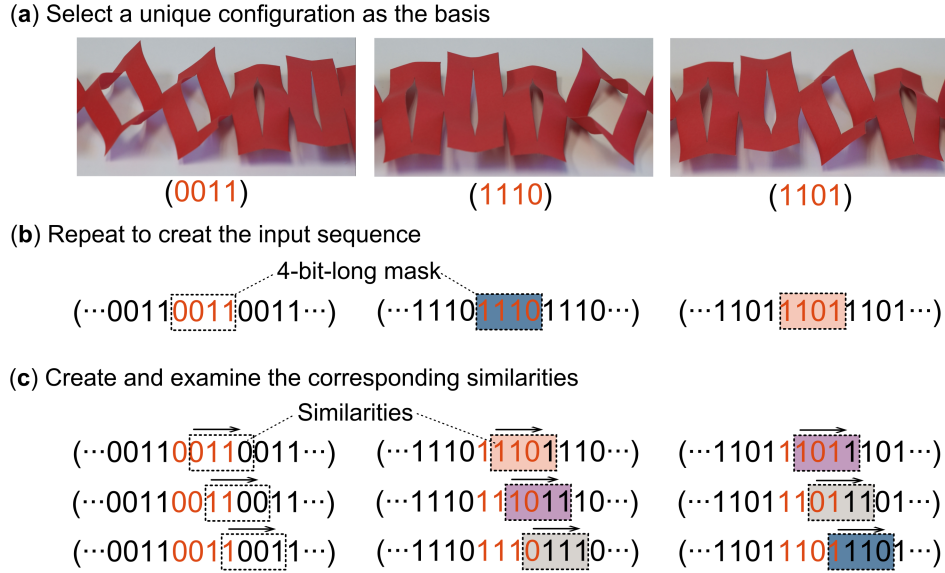 (a) Select a unique configuration as the basis
(0011) (1110) (1101)
(b) Repeat to creat the input sequence
4-bit-long mask
(···001100110011···) (···111011101110···) (···110111011101···)
(c) Create and examine the corresponding similarities
Similarities
(···001100110011···) (···111011101110···) (···110111011101···)
(···001100110011···) (···111011101110···) (···110111011101···)
(···001100110011···) (···111011101110···) (···110111011101···)